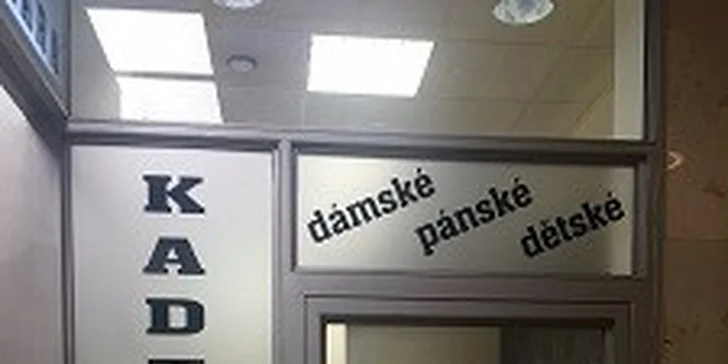 KAD
dámské
pánské
dětské